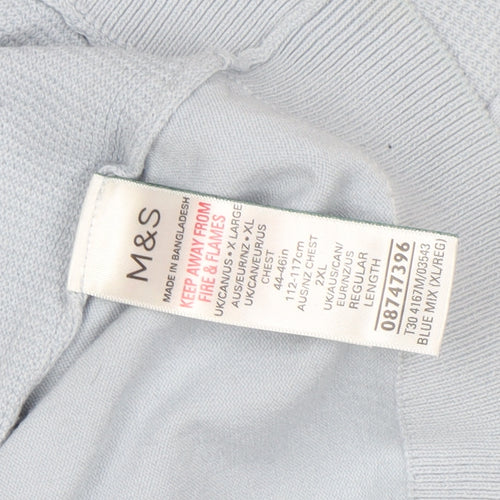 M&S
MADE IN BANGLADESH
KEEP AWAY FROM
FIRE & FLAMES
UK/CAN/US • X LARGE
AUS/EUR/NZ • XL
UK/CAN/EUR/US
CHEST
44-46in
112-117cm
AUS/NZ CHEST
2XL
UK/AUS/CAN/
EUR/NZ/US
REGULAR
LENGTH
08747396
T30 4167M/03543
BLUE MIX (XL/REG)